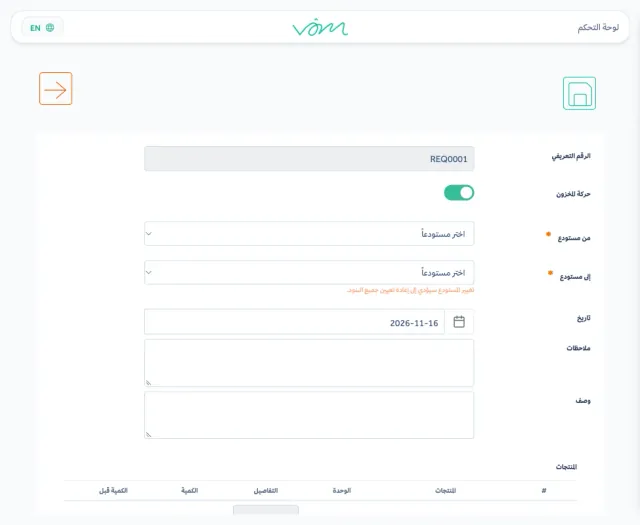 لوحة التحكم
vom
EN
الرقم التعريفي
REQ0001
حركة المخزون
من مستودع
اختر مستودعاً
إلى مستودع
اختر مستودعاً
تغيير المستودع سيؤدي إلى إعادة تعيين جميع البنود.
تاريخ
2026-11-16
ملاحظات
وصف
المنتجات
# المنتجات الوحدة التفاصيل الكمية الكمية قبل